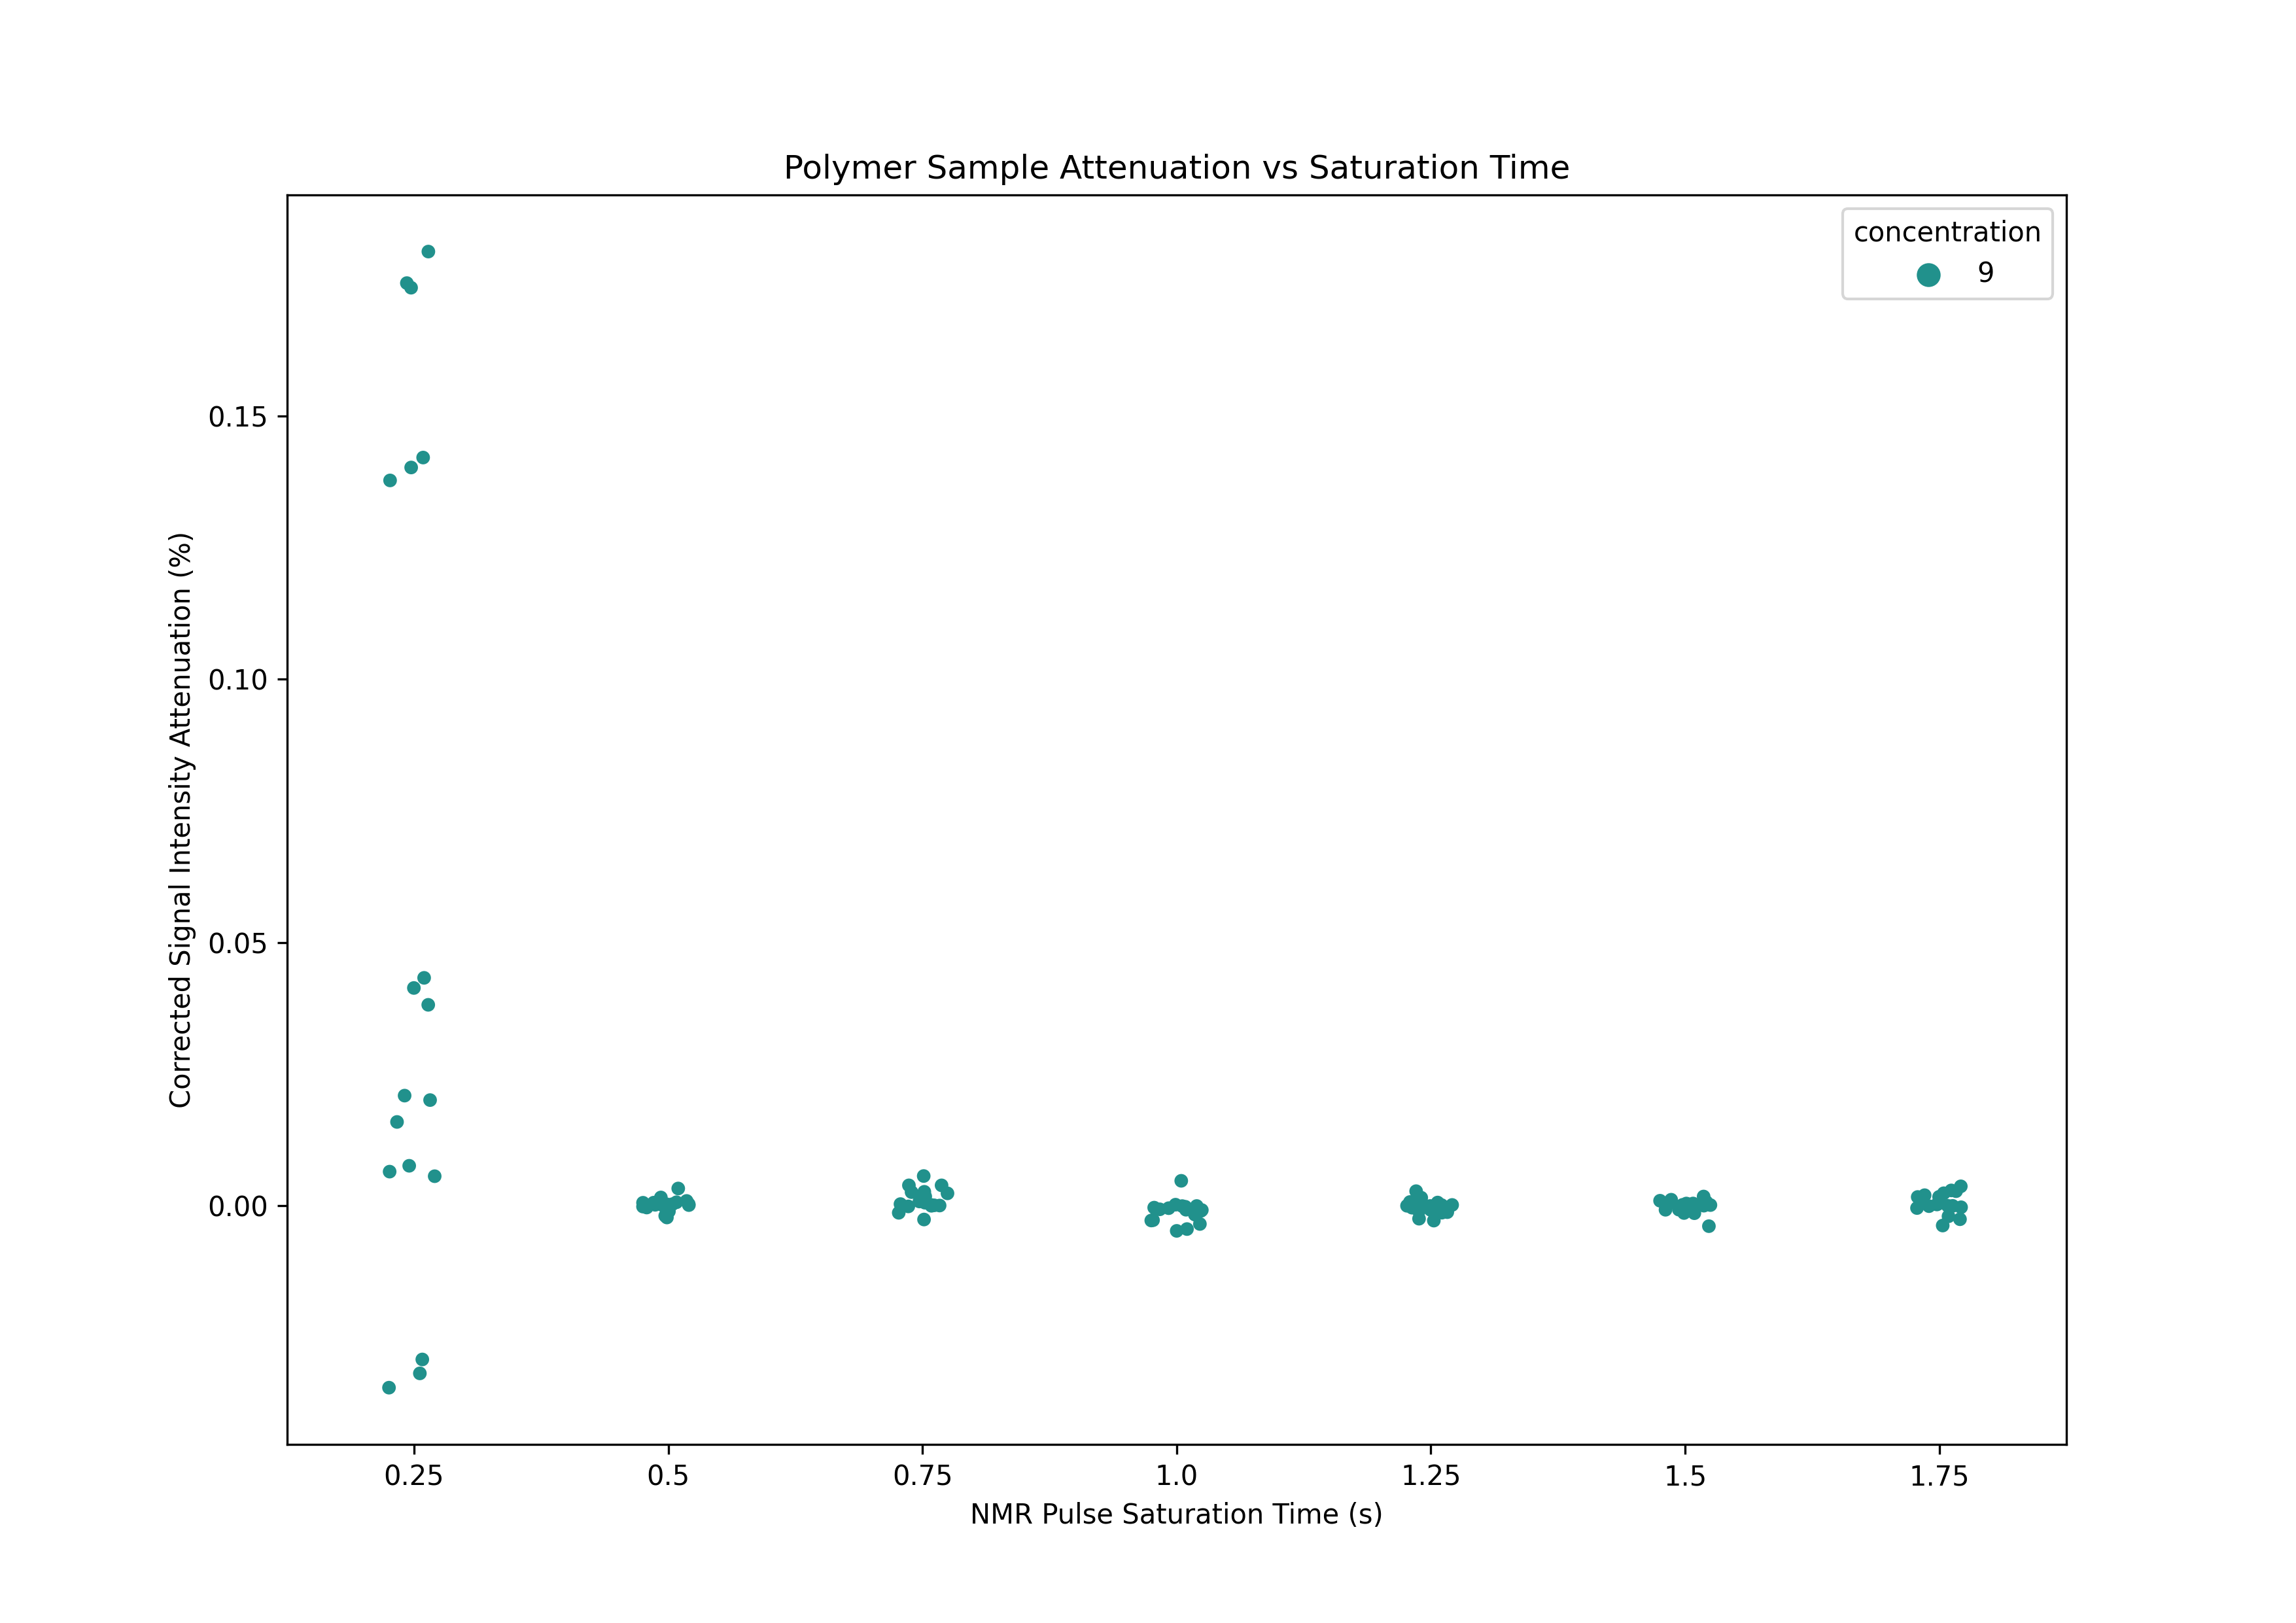 Polymer Sample Attenuation vs Saturation Time
concentration
9
Corrected Signal Intensity Attenuation (%)
0.15
0.10
0.05
0.00
0.25 0.5 0.75 1.0 1.25 1.5 1.75
NMR Pulse Saturation Time (s)